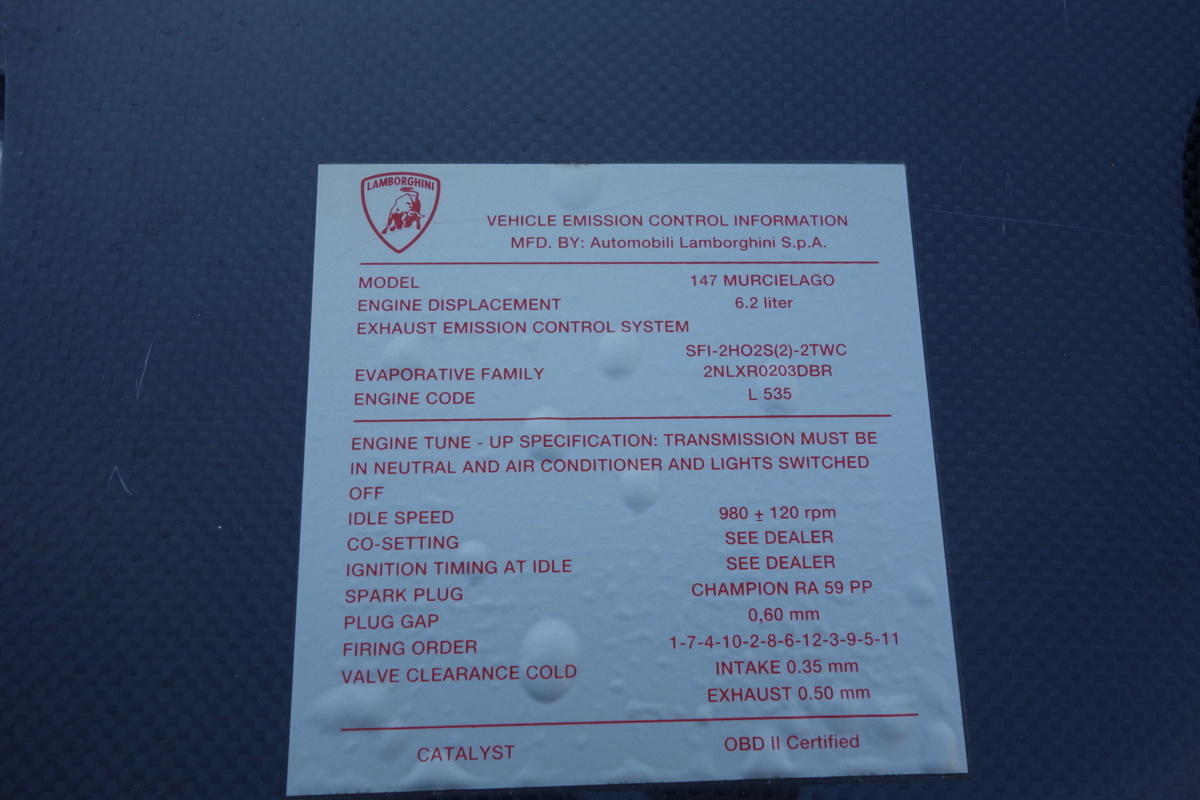 LAMBORGHINI
VEHICLE EMISSION CONTROL INFORMATION
MFD. BY: Automobili Lamborghini S.p.A.
MODEL 147 MURCIELAGO
ENGINE DISPLACEMENT 6.2 liter
EXHAUST EMISSION CONTROL SYSTEM
SFI-2HO2S(2)-2TWC
EVAPORATIVE FAMILY 2NLXR0203DBR
ENGINE CODE L 535
ENGINE TUNE - UP SPECIFICATION: TRANSMISSION MUST BE
IN NEUTRAL AND AIR CONDITIONER AND LIGHTS SWITCHED
OFF
IDLE SPEED 980 ± 120 rpm
CO-SETTING SEE DEALER
IGNITION TIMING AT IDLE SEE DEALER
SPARK PLUG CHAMPION RA 59 PP
PLUG GAP 0,60 mm
FIRING ORDER 1-7-4-10-2-8-6-12-3-9-5-11
VALVE CLEARANCE COLD INTAKE 0.35 mm
EXHAUST 0.50 mm
CATALYST OBD II Certified